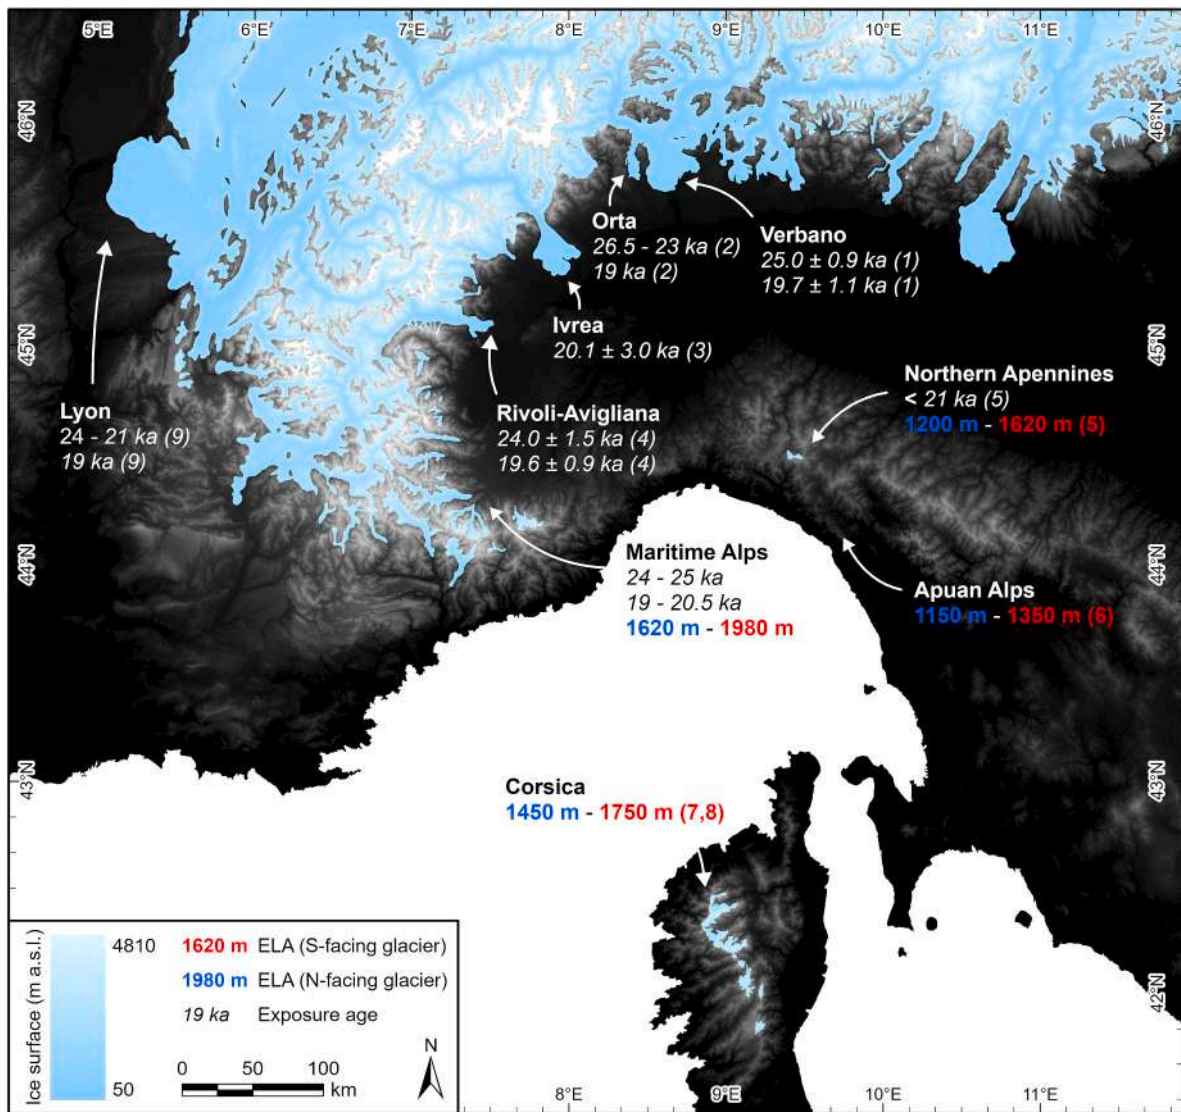 5°E 6°E 7°E 8°E 9°E 10°E 11°E
46°N 46°N
Orta
26.5 - 23 ka (2)
19 ka (2)
Verbano
25.0 ± 0.9 ka (1)
19.7 ± 1.1 ka (1)
Ivrea
20.1 ± 3.0 ka (3)
45°N 45°N
Lyon
24 - 21 ka (9)
19 ka (9)
Rivoli-Avigliana
24.0 ± 1.5 ka (4)
19.6 ± 0.9 ka (4)
Northern Apennines
< 21 ka (5)
1200 m - 1620 m (5)
44°N 44°N
Maritime Alps
24 - 25 ka
19 - 20.5 ka
1620 m - 1980 m
Apuan Alps
1150 m - 1350 m (6)
43°N 43°N
Corsica
1450 m - 1750 m (7,8)
42°N
Ice surface (m a.s.l.)
4810
50
1620 m ELA (S-facing glacier)
1980 m ELA (N-facing glacier)
19 ka Exposure age
0 50 100
km
N
8°E 9°E 10°E 11°E